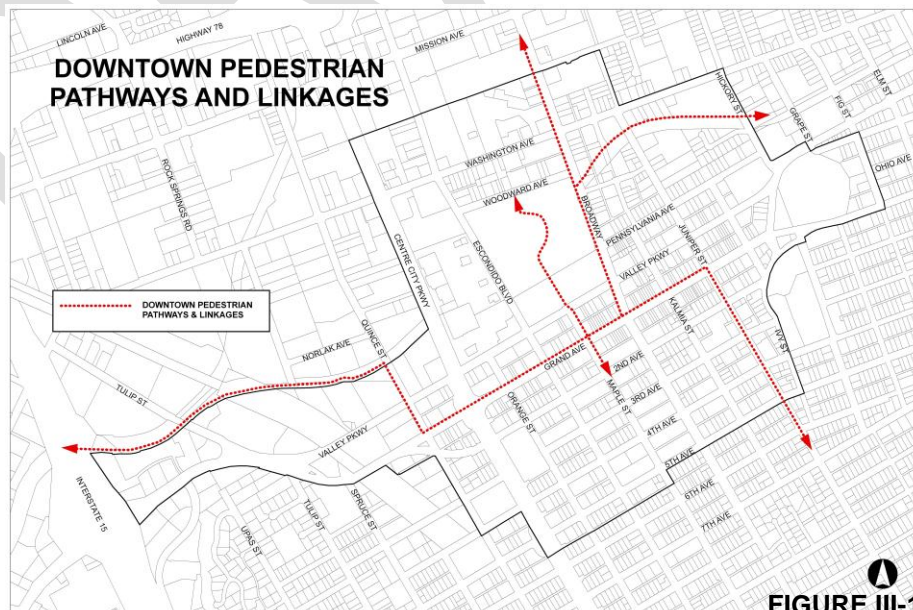 LINCOLN AVE
HIGHWAY 78
MISSION AVE
DOWNTOWN PEDESTRIAN
PATHWAYS AND LINKAGES
HICKORY ST
ELM ST
FIG ST
GRAPE ST
OHIO AVE
WASHINGTON AVE
WOODWARD AVE
ROCK SPRINGS RD
BROADWAY
PENNSYLVANIA AVE
JUNIPER ST
VALLEY PKWY
CENTRE CITY PKWY
ESCONDIDO BLVD
KALMIA ST
DOWNTOWN PEDESTRIAN
PATHWAYS & LINKAGES
QUINCE ST
NORLAK AVE
IVY ST
GRAND AVE
2ND AVE
TULIP ST
MAPLE ST
3RD AVE
ORANGE ST
4TH AVE
VALLEY PKWY
5TH AVE
INTERSTATE 15
6TH AVE
SPRUCE ST
TULIP ST
7TH AVE
UPAS ST